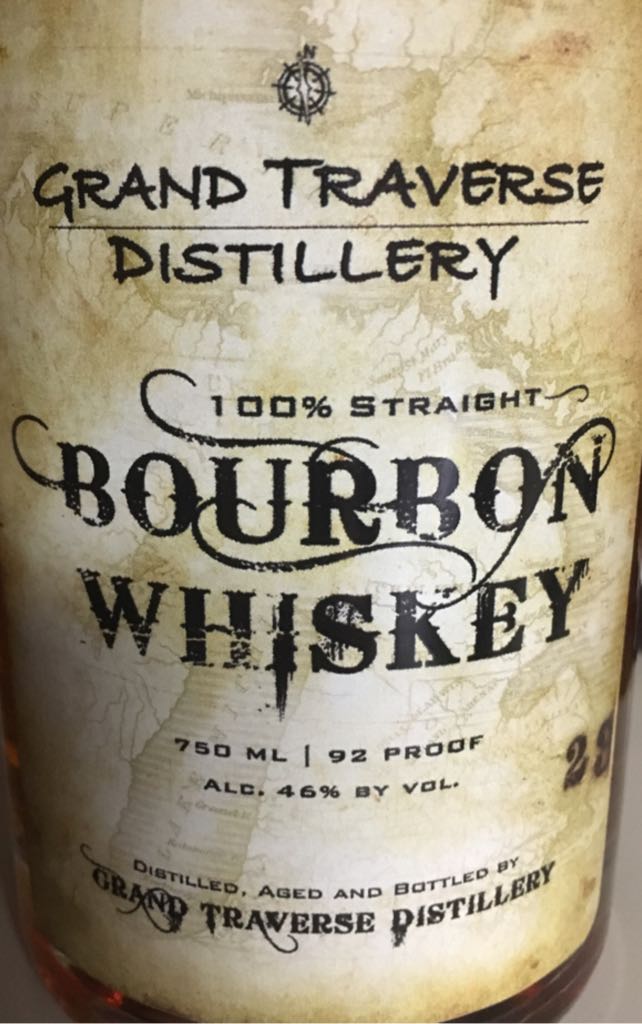 N
SUPER
GRAND TRAVERSE
DISTILLERY
100% STRAIGHT
BOURBON
WHISKEY
750 ML | 92 PROOF
ALC. 46% BY VOL.
DISTILLED, AGED AND BOTTLED BY
GRAND TRAVERSE DISTILLERY